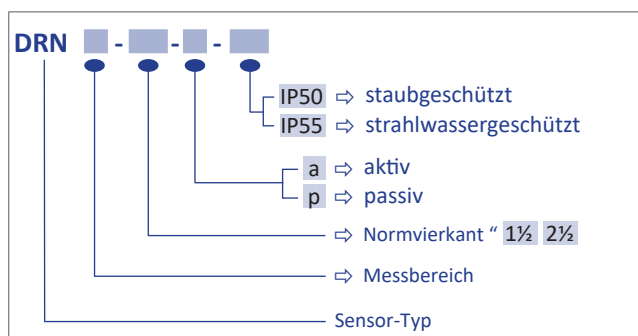 DRN - - -
IP50 ⇨ staubgeschützt
IP55 ⇨ strahlwassergeschützt
a ⇨ aktiv
p ⇨ passiv
⇨ Normvierkant “ 1½ 2½
⇨ Messbereich
Sensor-Typ